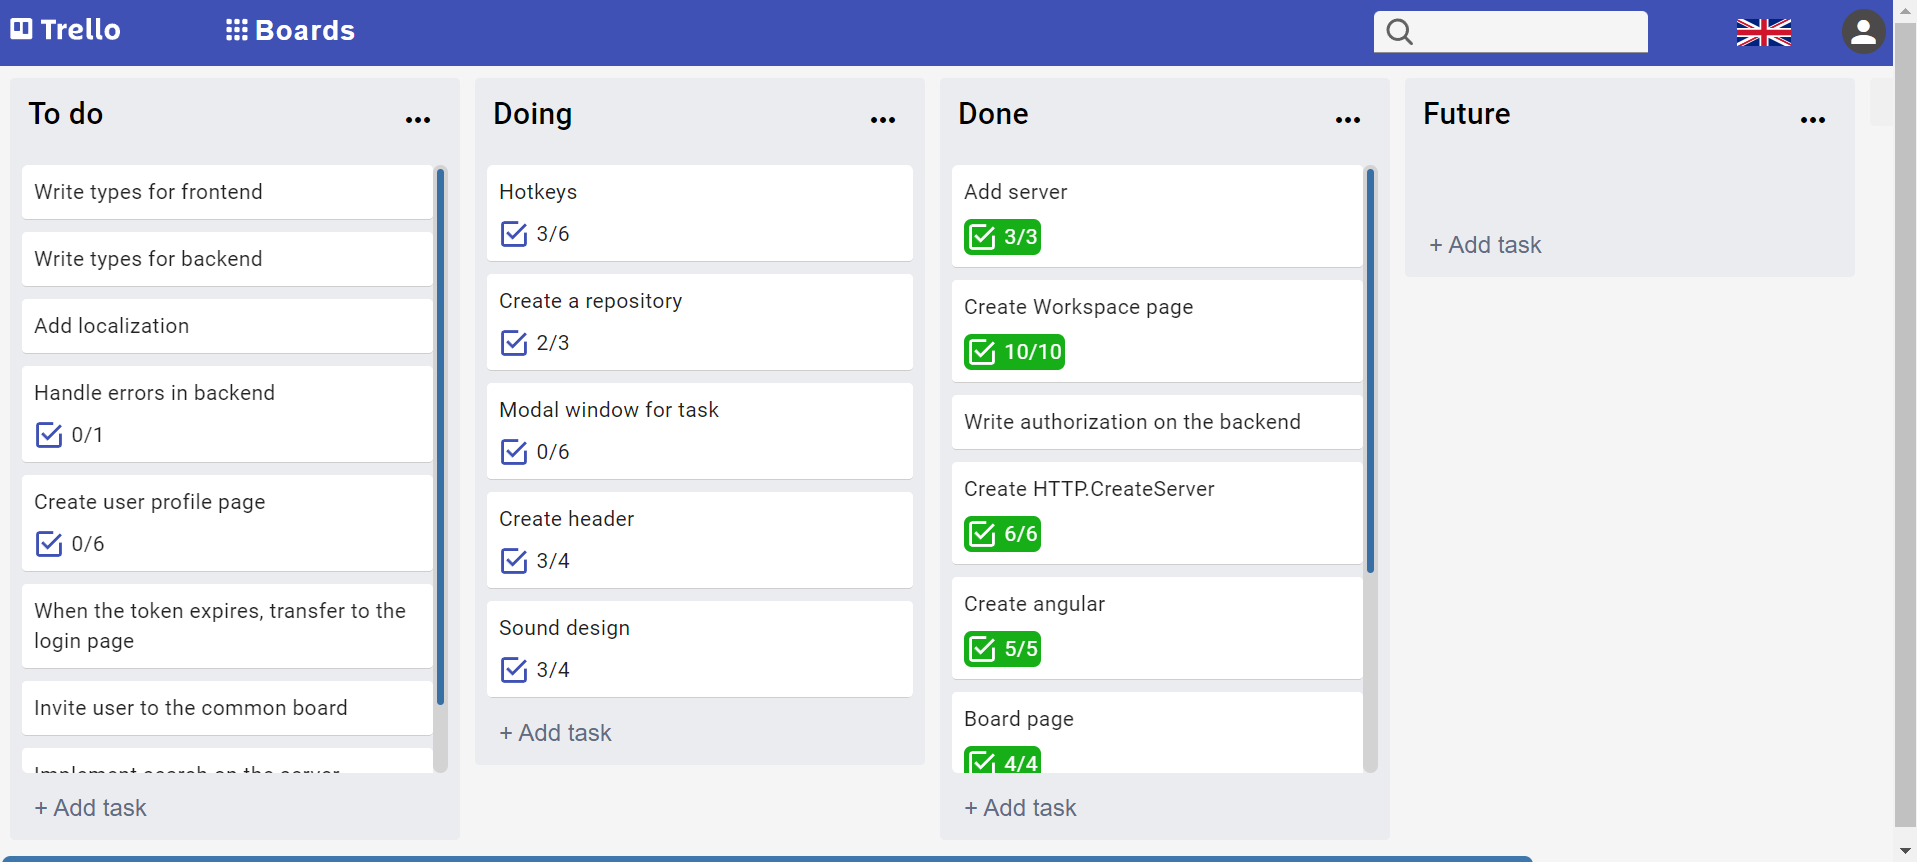 Trello
Boards
To do
...
Write types for frontend
Write types for backend
Add localization
Handle errors in backend
0/1
Create user profile page
0/6
When the token expires, transfer to the
login page
Invite user to the common board
Implement search on the server
+ Add task
Doing
...
Hotkeys
3/6
Create a repository
2/3
Modal window for task
0/6
Create header
3/4
Sound design
3/4
+ Add task
Done
...
Add server
3/3
Create Workspace page
10/10
Write authorization on the backend
Create HTTP.CreateServer
6/6
Create angular
5/5
Board page
4/4
+ Add task
Future
...
+ Add task